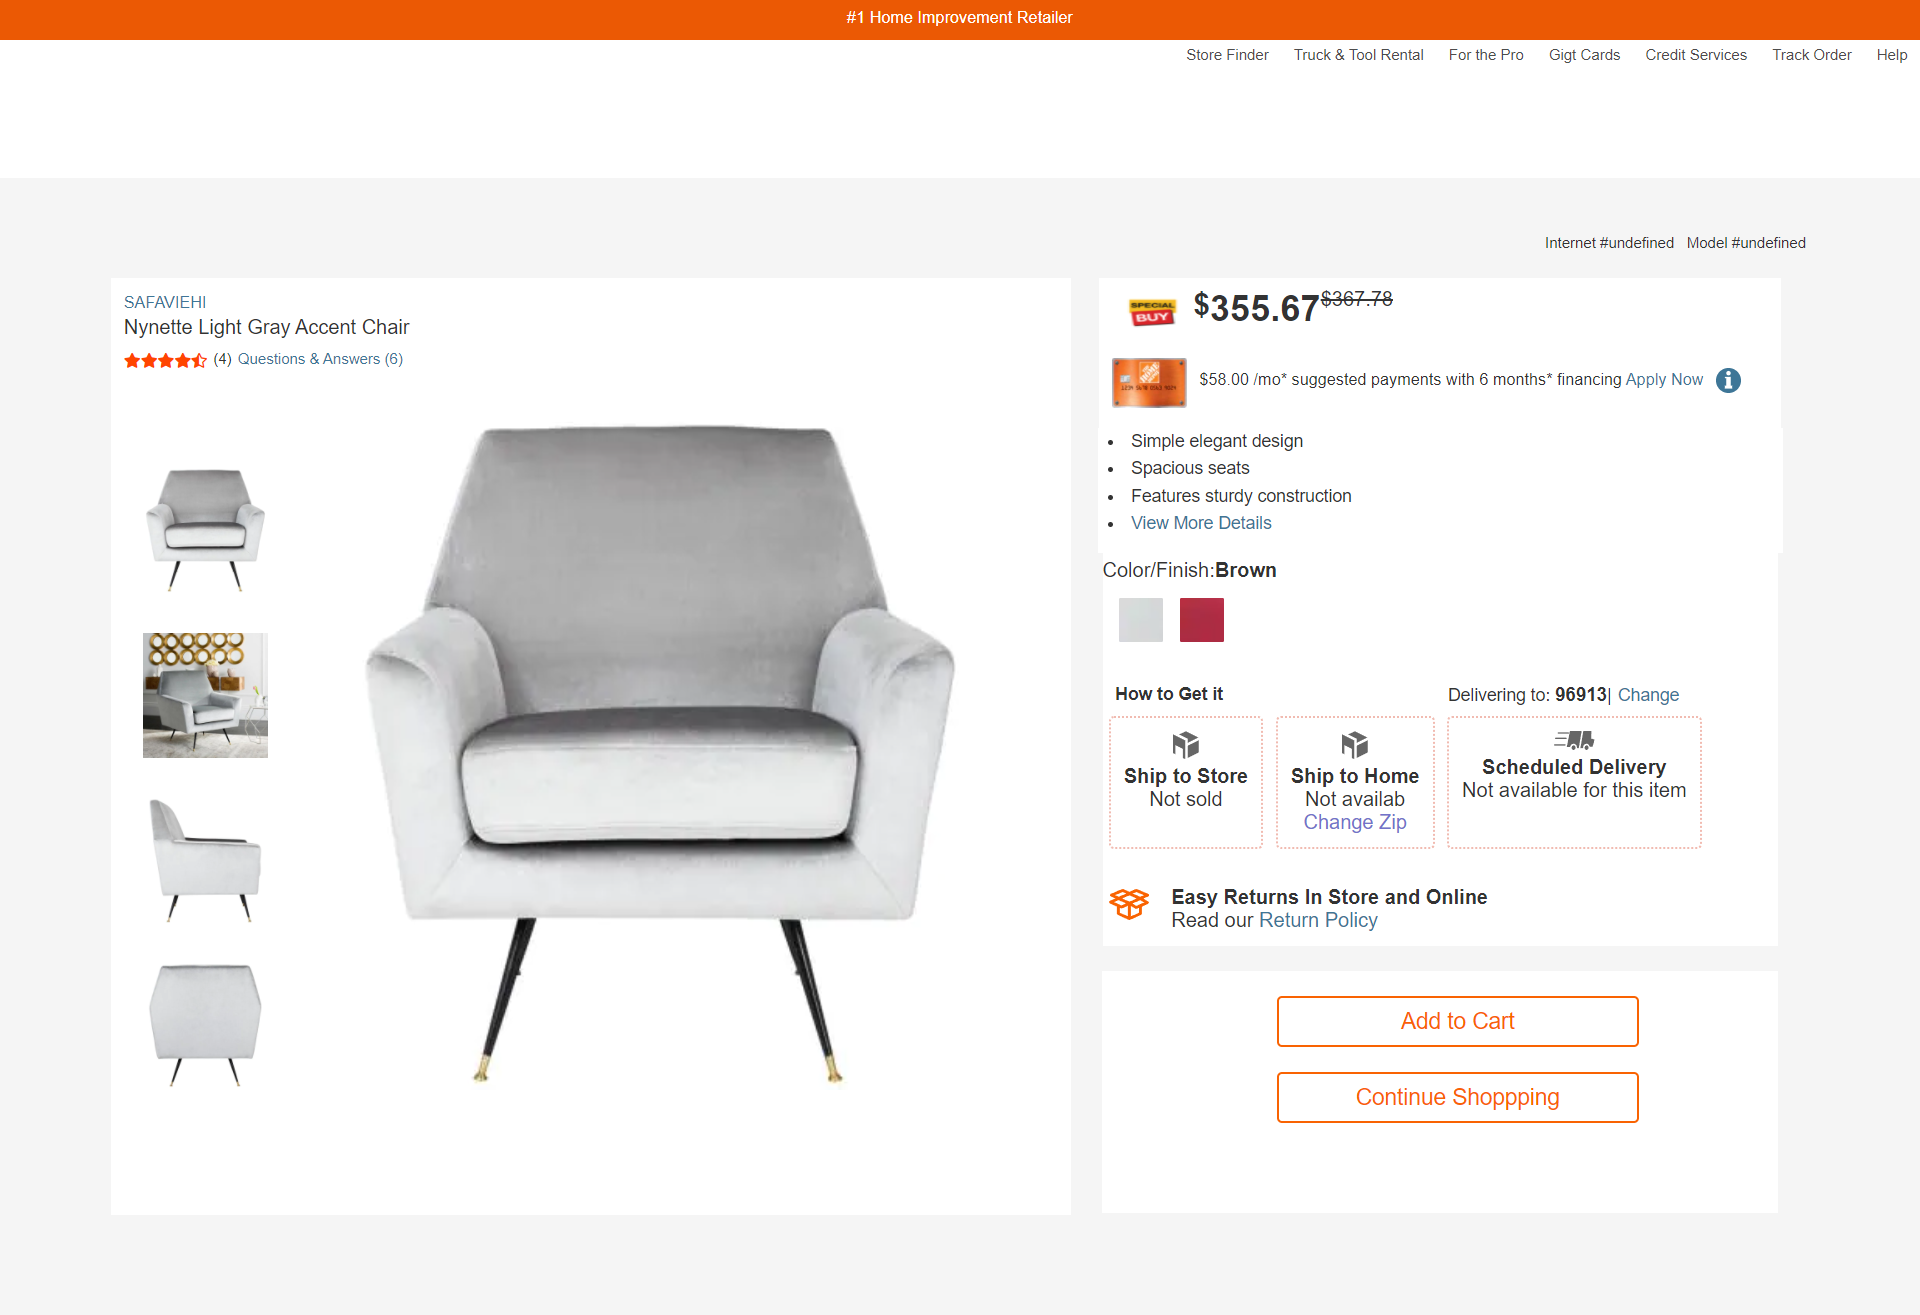 #1 Home Improvement Retailer
Store Finder Truck & Tool Rental For the Pro Gigt Cards Credit Services Track Order Help
Internet #undefined Model #undefined
SAFAVIEHI
Nynette Light Gray Accent Chair
(4) Questions & Answers (6)
SPECIAL
BUY
$355.67 $367.78
$58.00 /mo* suggested payments with 6 months* financing Apply Now
Simple elegant design
Spacious seats
Features sturdy construction
View More Details
Color/Finish:Brown
How to Get it
Delivering to: 96913| Change
Ship to Store
Not sold
Ship to Home
Not availab
Change Zip
Scheduled Delivery
Not available for this item
Easy Returns In Store and Online
Read our Return Policy
Add to Cart
Continue Shoppping